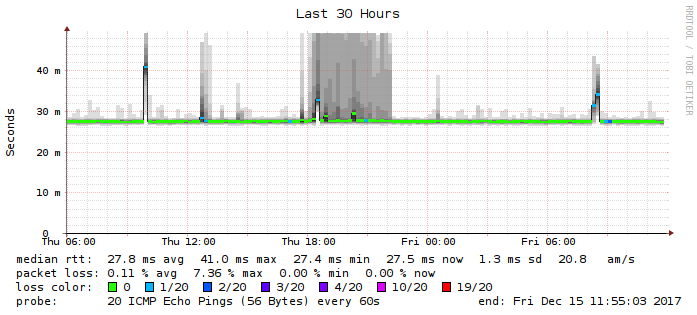 Last 30 Hours
RRDTOOL / TOBI OETIKER
Seconds
40 m
30 m
20 m
10 m
0
Thu 06:00 Thu 12:00 Thu 18:00 Fri 00:00 Fri 06:00
median rtt: 27.8 ms avg 41.0 ms max 27.4 ms min 27.5 ms now 1.3 ms sd 20.8 am/s
packet loss: 0.11 % avg 7.36 % max 0.00 % min 0.00 % now
loss color: 0 1/20 2/20 3/20 4/20 10/20 19/20
probe: 20 ICMP Echo Pings (56 Bytes) every 60s end: Fri Dec 15 11:55:03 2017